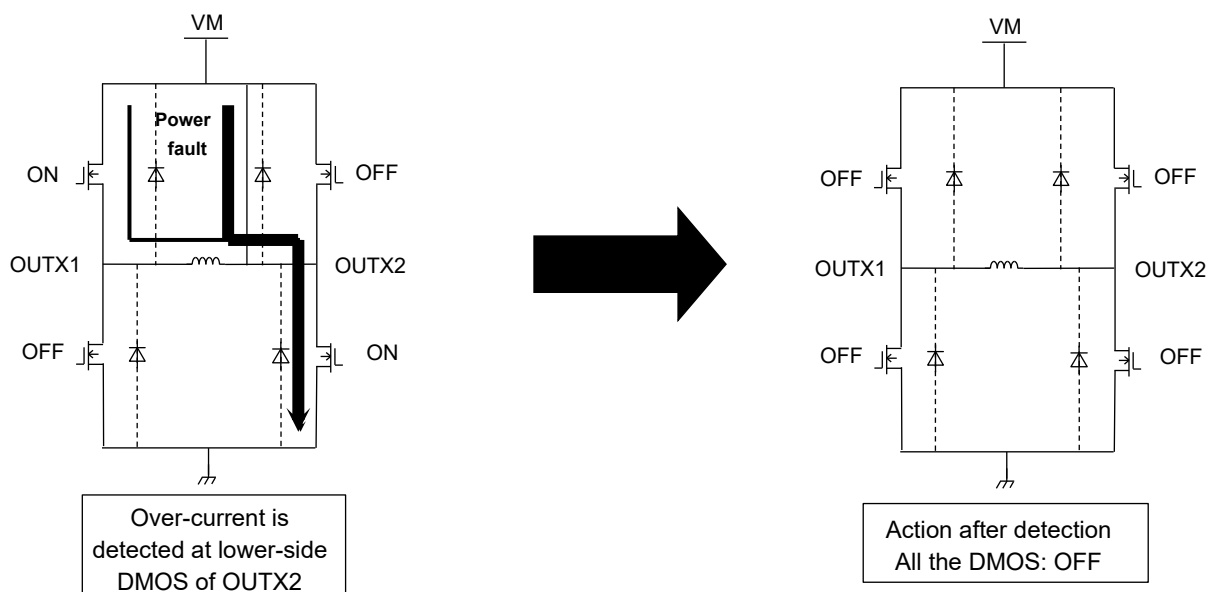 VM
Power
fault
ON
OFF
OUTX1
OUTX2
OFF
ON
Over-current is
detected at lower-side
DMOS of OUTX2
VM
OFF
OFF
OUTX1
OUTX2
OFF
OFF
Action after detection
All the DMOS: OFF